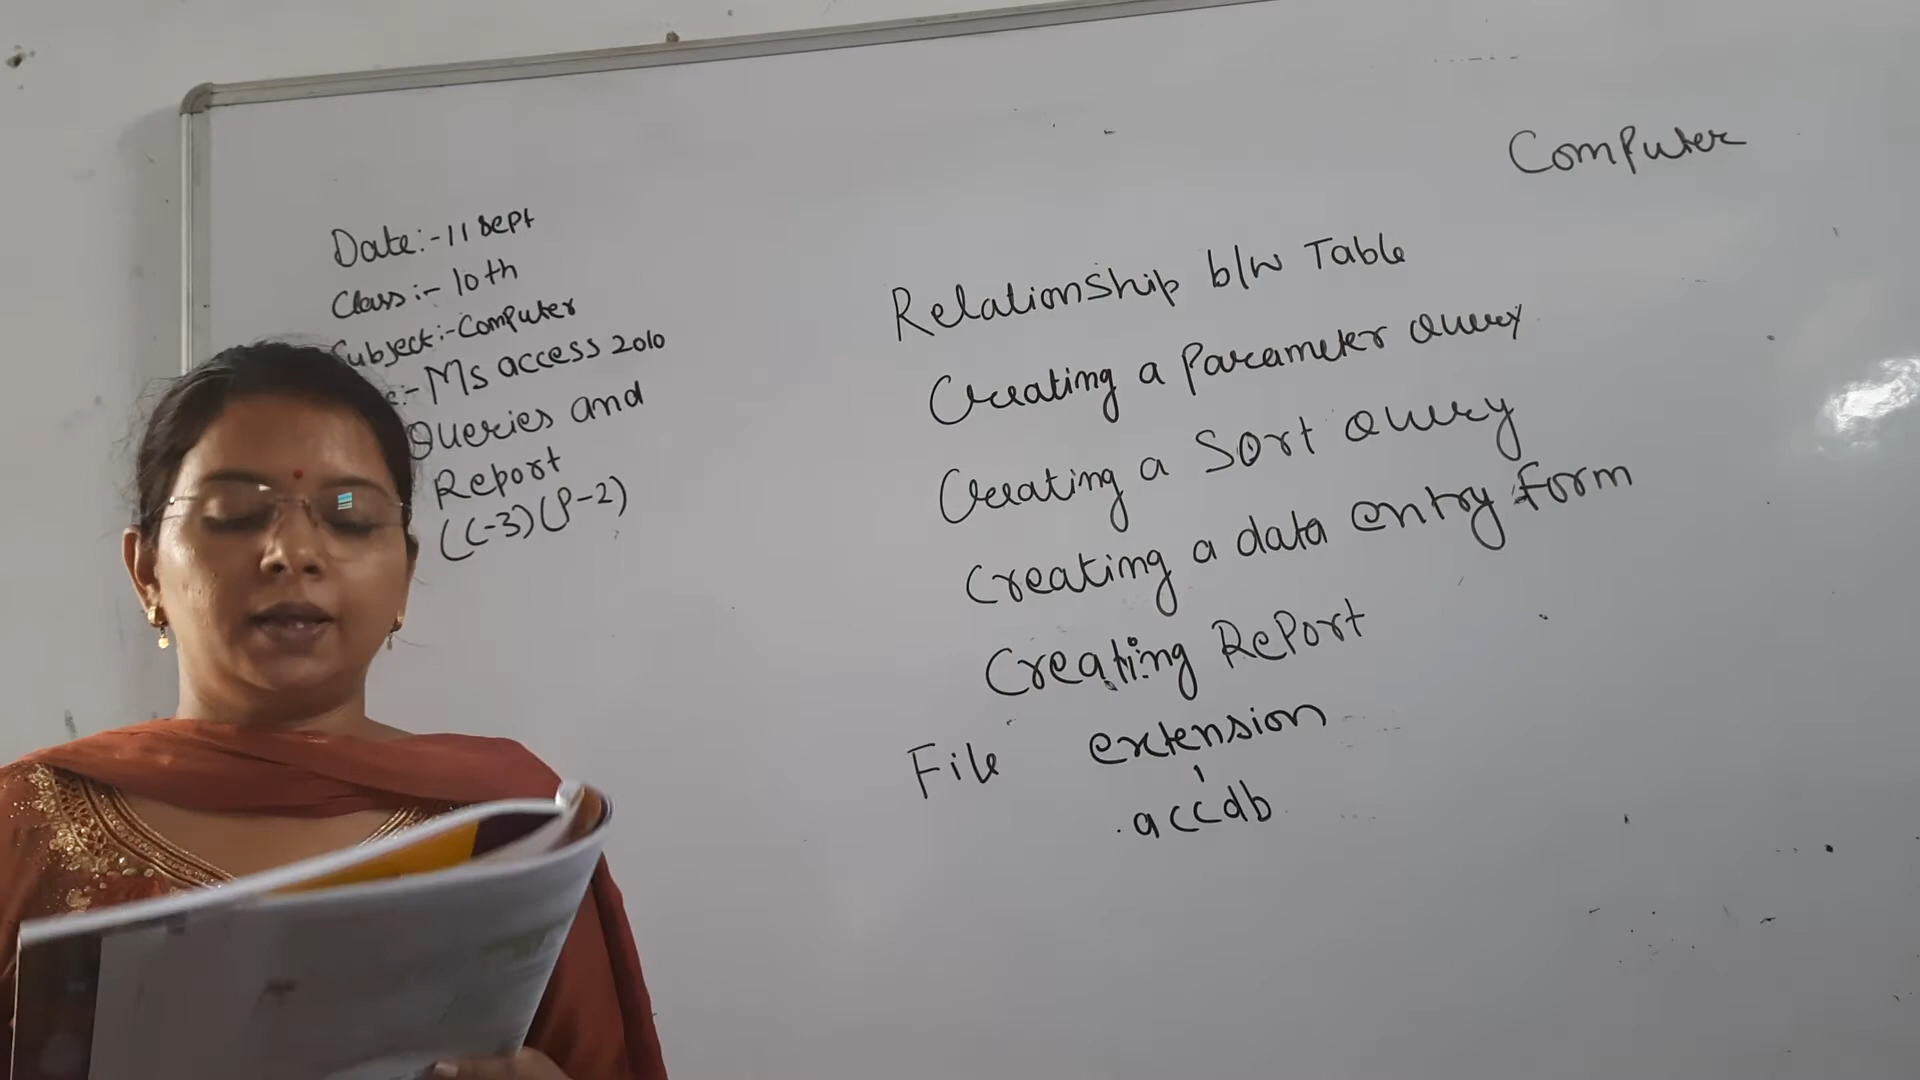 Computer
Date:-11 Sept
Class:- 10th
Subject:-Computer
:-Ms access 2010
Queries and
Report
(C-3)(P-2)
Relationship b/w Table
Creating a Parameter Query
Creating a Sort Query
Creating a data entry form
Creating Report
File extension
.accdb